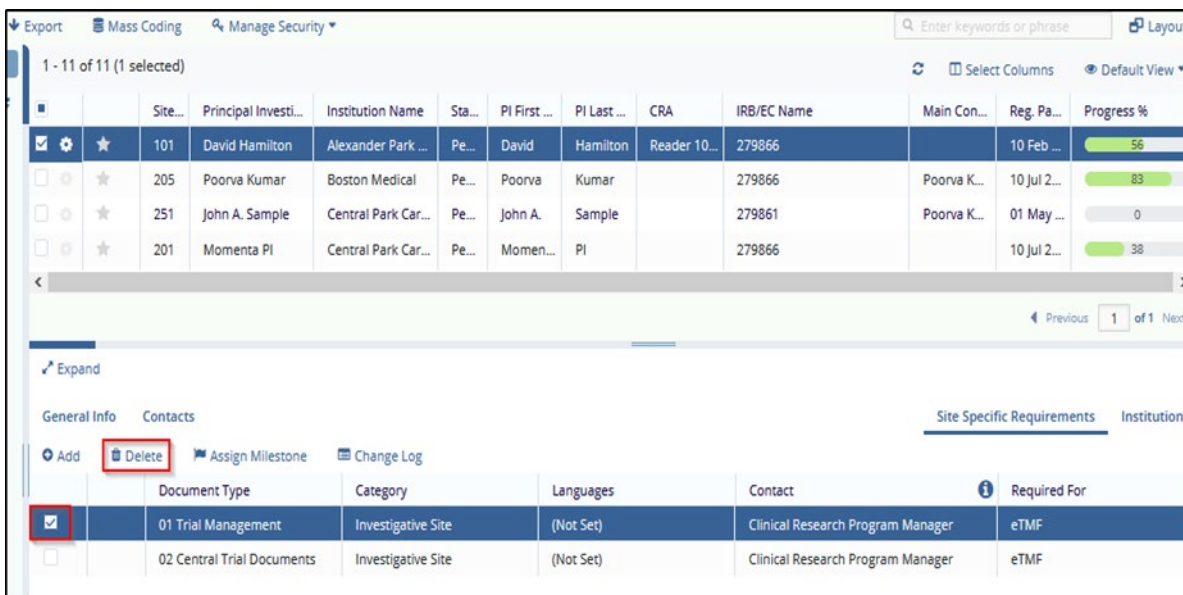 Export Mass Coding Manage Security Enter keywords or phrase Layou
1 - 11 of 11 (1 selected) Select Columns Default View
Site... Principal Investi... Institution Name Sta... PI First ... PI Last ... CRA IRB/EC Name Main Con... Reg. Pa... Progress %
101 David Hamilton Alexander Park ... Pe... David Hamilton Reader 10... 279866 10 Feb ... 56
205 Poorva Kumar Boston Medical Pe... Poorva Kumar 279866 Poorva K... 10 Jul 2... 83
251 John A. Sample Central Park Car... Pe... John A. Sample 279861 Poorva K... 01 May ... 0
201 Momenta PI Central Park Car... Pe... Momen... PI 279866 10 Jul 2... 38
Previous 1 of 1 Next
Expand
General Info Contacts Site Specific Requirements Institution
Add Delete Assign Milestone Change Log
Document Type Category Languages Contact Required For
01 Trial Management Investigative Site (Not Set) Clinical Research Program Manager eTMF
02 Central Trial Documents Investigative Site (Not Set) Clinical Research Program Manager eTMF